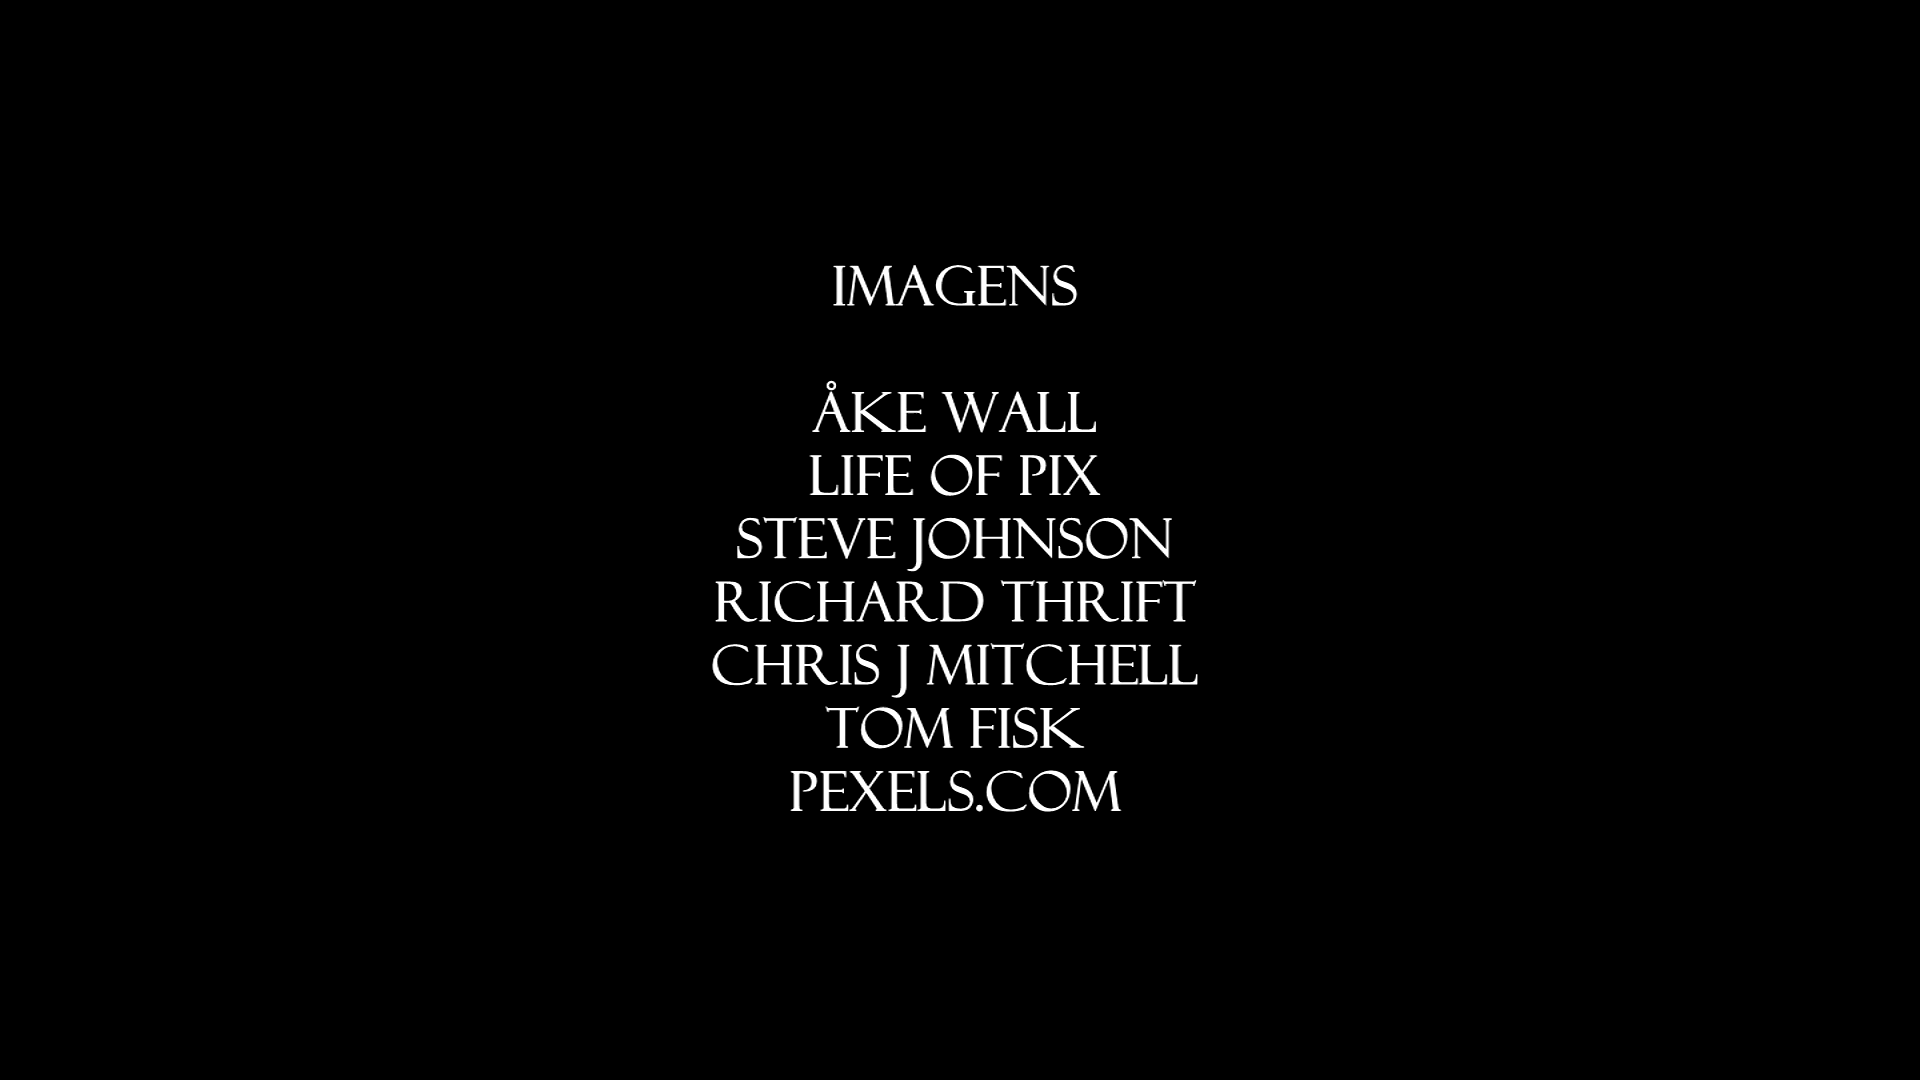 IMAGENS
ÅKE WALL
LIFE OF PIX
STEVE JOHNSON
RICHARD THRIFT
CHRIS J MITCHELL
TOM FISK
PEXELS.COM